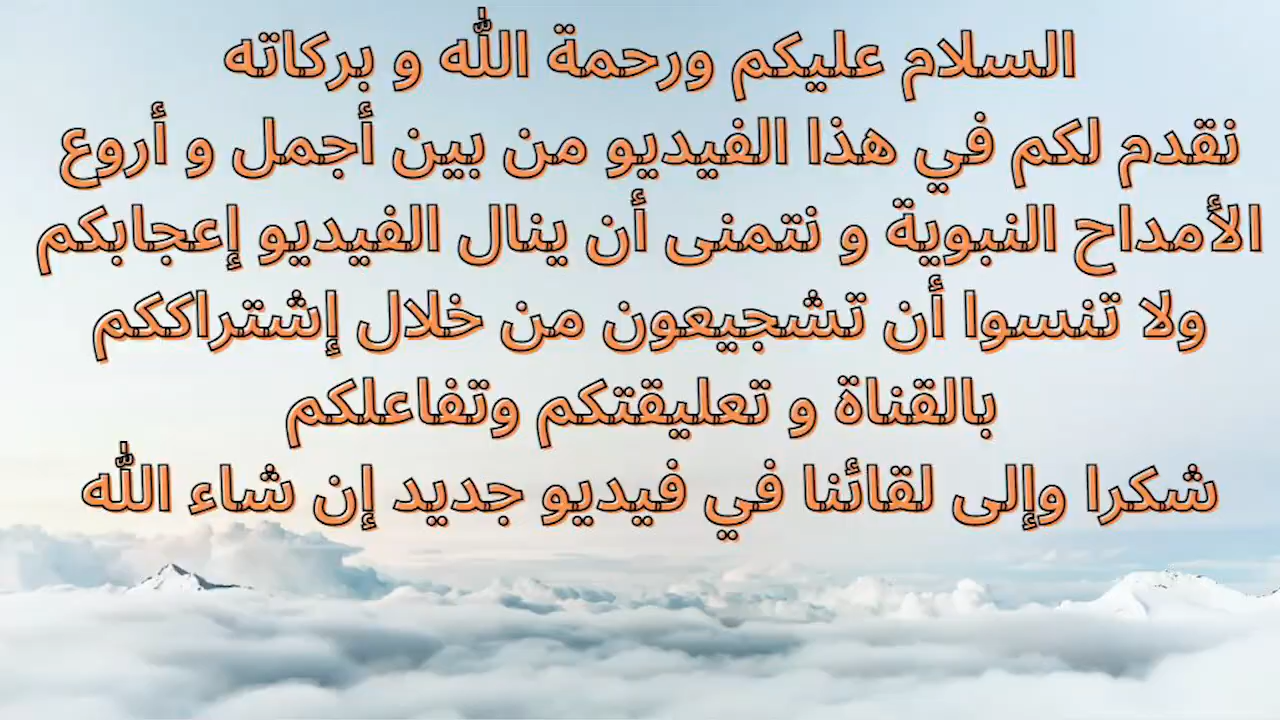 السلام عليكم ورحمة الله و بركاته
نقدم لكم في هذا الفيديو من بين أجمل و أروع
الأمداح النبوية و نتمنى أن ينال الفيديو إعجابكم
ولا تنسوا أن تشجيعون من خلال إشتراككم
بالقناة و تعليقتكم وتفاعلكم
شكرا وإلى لقائنا في فيديو جديد إن شاء الله